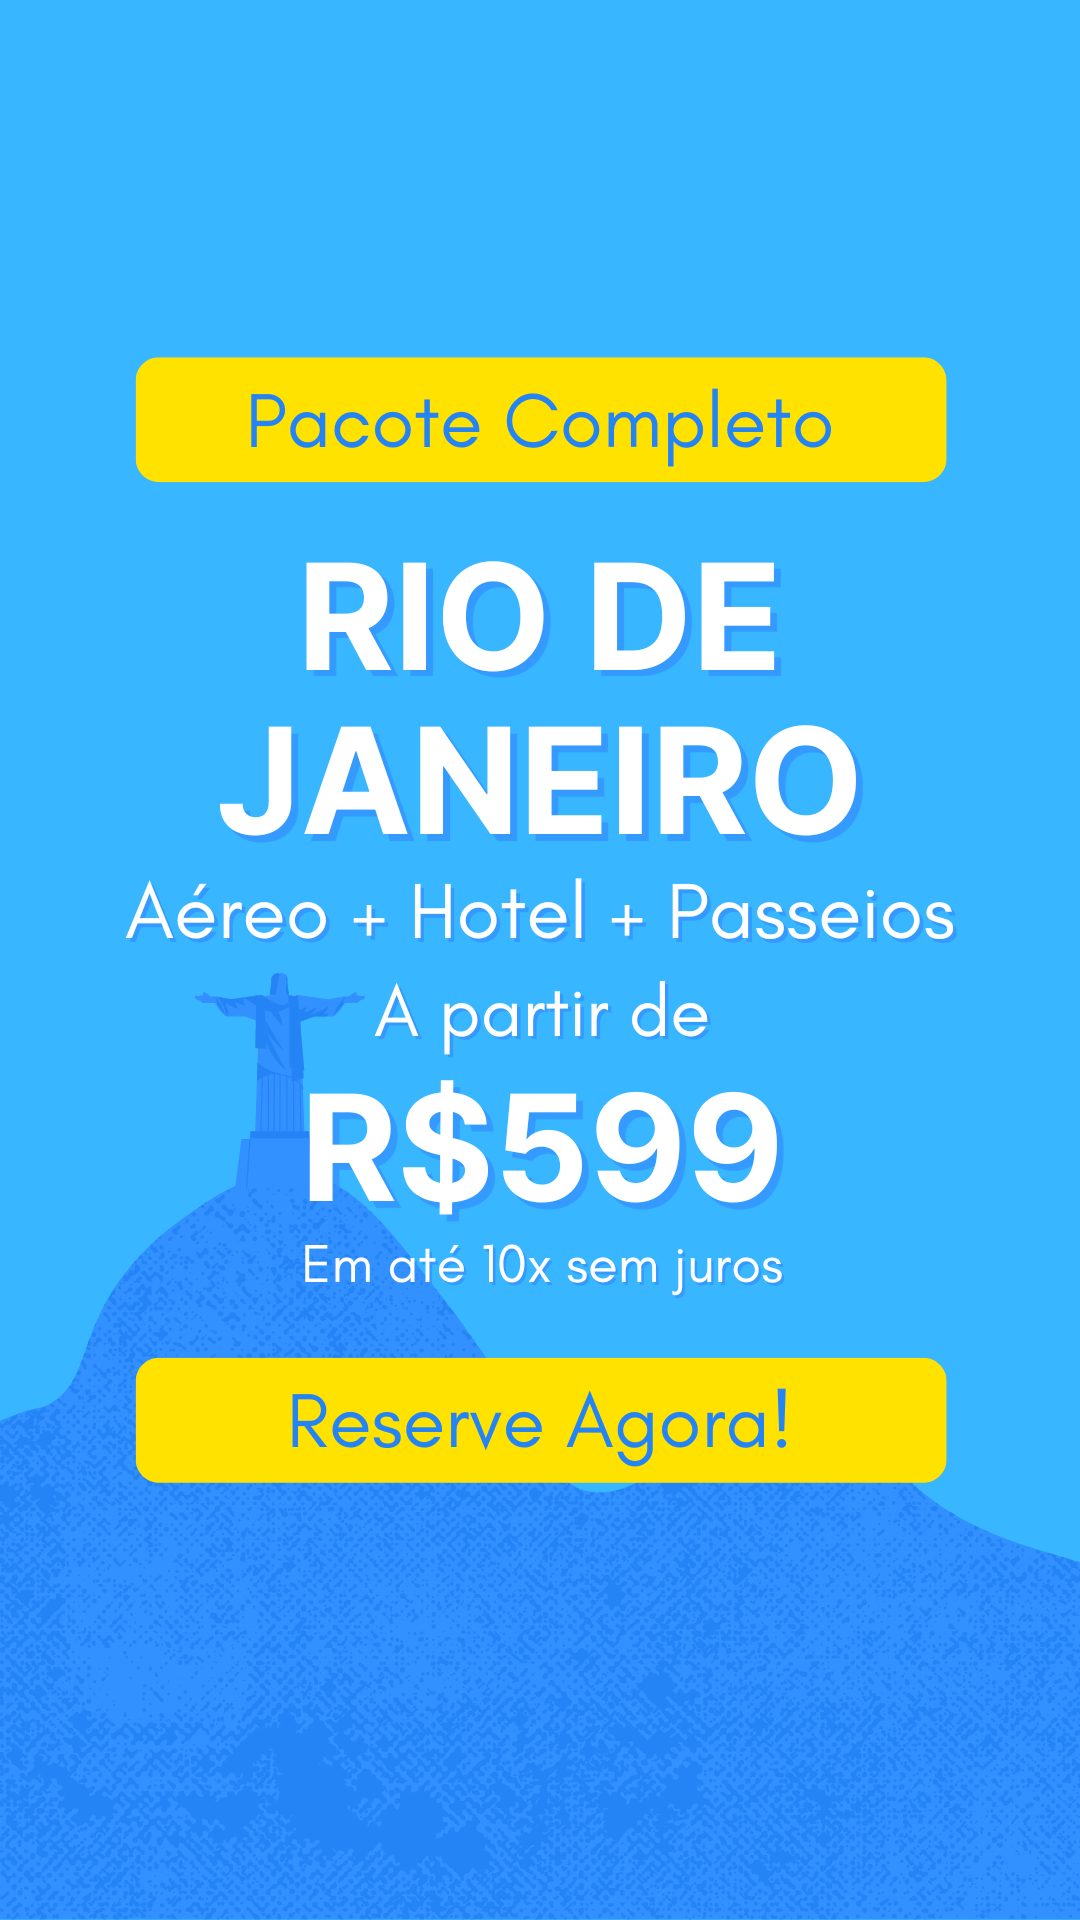 Pacote Completo
RIO DE
JANEIRO
Aéreo + Hotel + Passeios
A partir de
R$599
Em até 10x sem juros
Reserve Agora!